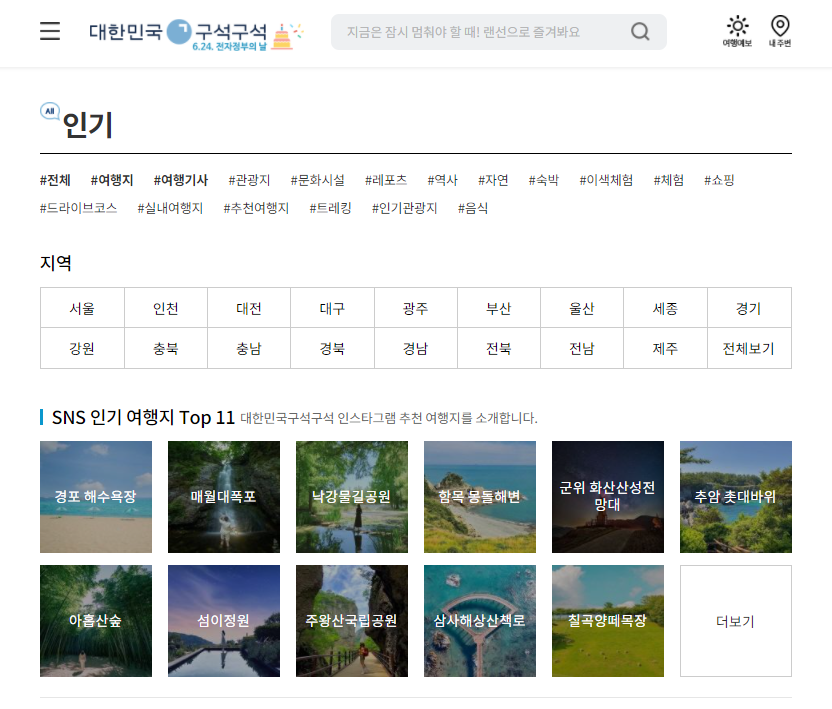 대한민국 구석구석
6.24. 전자정부의 날
지금은 잠시 멈춰야 할 때! 랜선으로 즐겨봐요
여행예보 내 주변
All 인기
#전체 #여행지 #여행기사 #관광지 #문화시설 #레포츠 #역사 #자연 #숙박 #이색체험 #체험 #쇼핑
#드라이브코스 #실내여행지 #추천여행지 #트레킹 #인기관광지 #음식
지역
서울 인천 대전 대구 광주 부산 울산 세종 경기
강원 충북 충남 경북 경남 전북 전남 제주 전체보기
SNS 인기 여행지 Top 11 대한민국구석구석 인스타그램 추천 여행지를 소개합니다.
경포 해수욕장 매월대폭포 낙강물길공원 함목 몽돌해변 군위 화산산성전망대 추암 촛대바위
아홉산숲 섬이정원 주왕산국립공원 삼사해상산책로 칠곡양떼목장 더보기